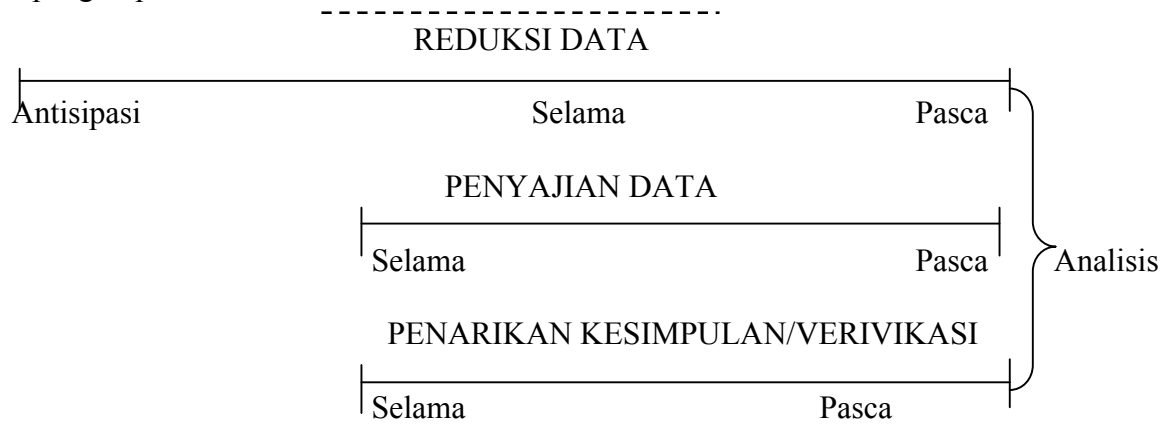 REDUKSI DATA
Antisipasi Selama Pasca
PENYAJIAN DATA
Selama Pasca Analisis
PENARIKAN KESIMPULAN/VERIVIKASI
Selama Pasca